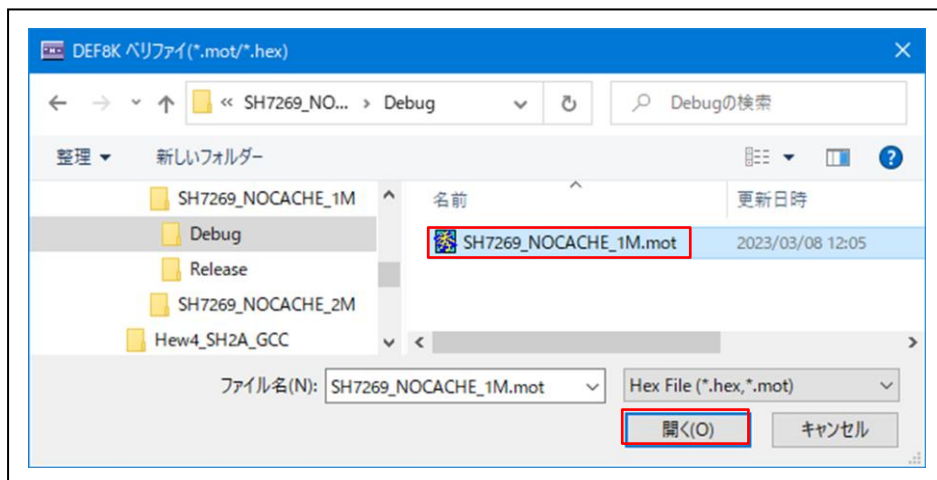 DEF8K ベリファイ(*.mot/*.hex)
« SH7269_NO... › Debug
Debugの検索
整理 新しいフォルダー
SH7269_NOCACHE_1M
Debug
Release
SH7269_NOCACHE_2M
Hew4_SH2A_GCC
名前 更新日時
SH7269_NOCACHE_1M.mot 2023/03/08 12:05
ファイル名(N): SH7269_NOCACHE_1M.mot Hex File (*.hex,*.mot)
開く(O) キャンセル